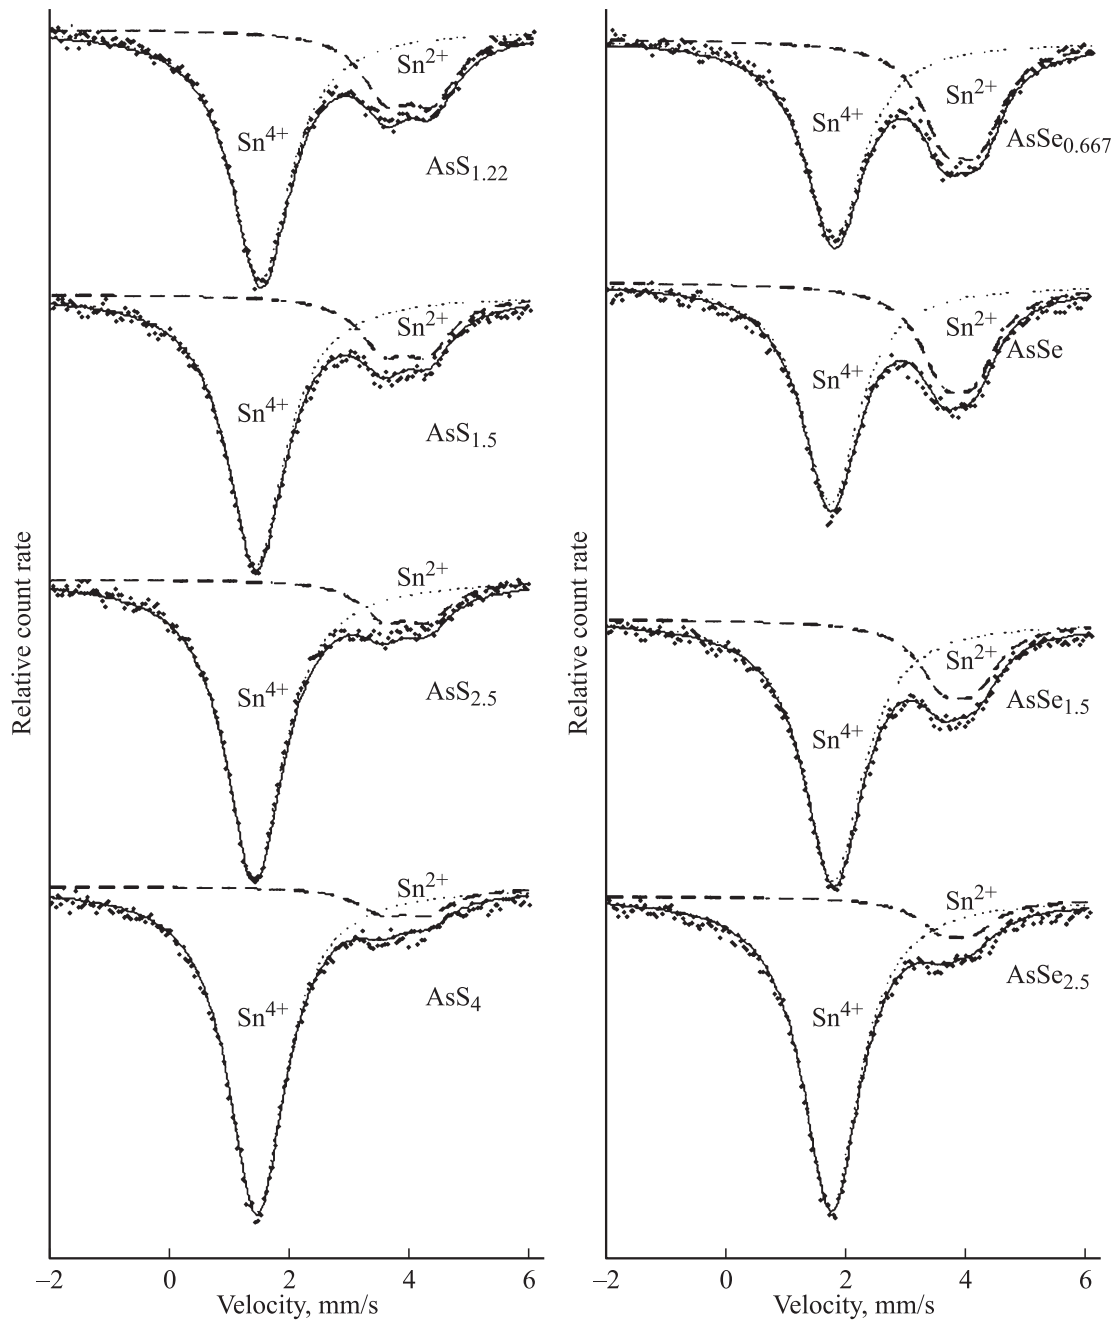 Relative count rate
Sn4+
Sn2+
AsS1.22
Sn4+
Sn2+
AsS1.5
Sn4+
Sn2+
AsS2.5
Sn4+
Sn2+
AsS4
–2 0 2 4 6
Velocity, mm/s
Relative count rate
Sn4+
Sn2+
AsSe0.667
Sn4+
Sn2+
AsSe
Sn4+
Sn2+
AsSe1.5
Sn4+
Sn2+
AsSe2.5
–2 0 2 4 6
Velocity, mm/s